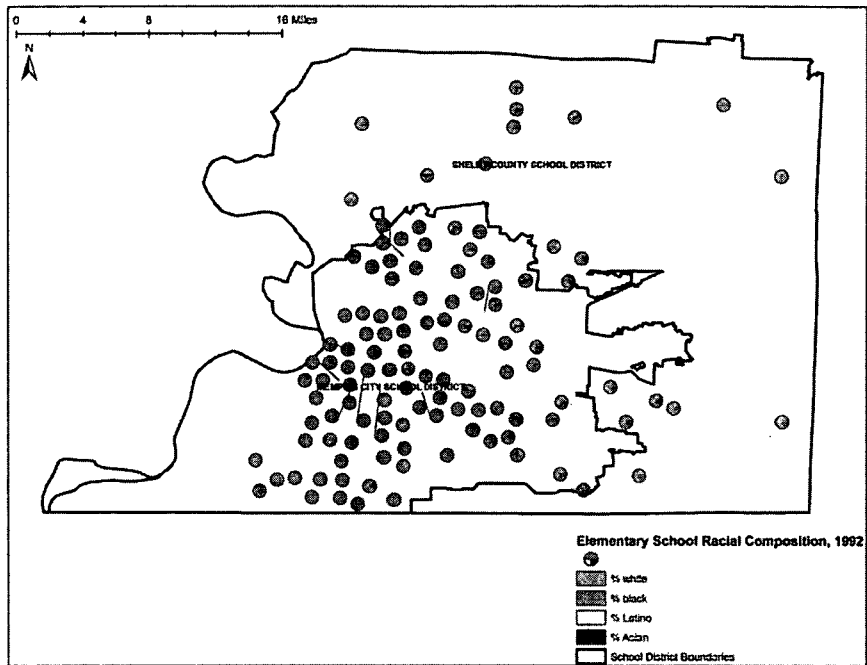 0 4 8 16 Miles
N
SHELBY COUNTY SCHOOL DISTRICT
MEMPHIS CITY SCHOOL DISTRICT
Elementary School Racial Composition, 1992
% white
% black
% Latino
% Asian
School District Boundaries